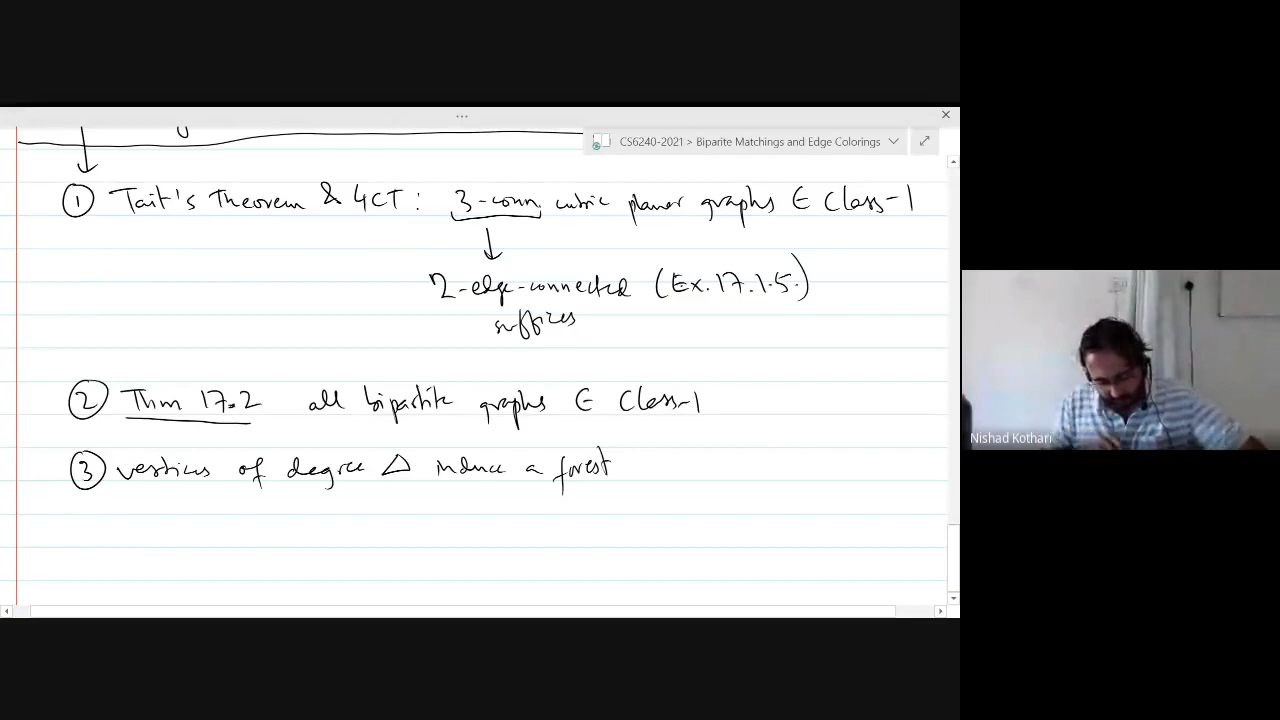 CS6240-2021 > Biparite Matchings and Edge Colorings
① Tait's Theorem & 4CT: 3-conn. cubic planar graphs ∈ Class-1
2-edge-connected (Ex. 17.1.5.)
suffices
② Thm 17.2 all bipartite graphs ∈ Class-1
③ vertices of degree Δ induce a forest
Nishad Kothari